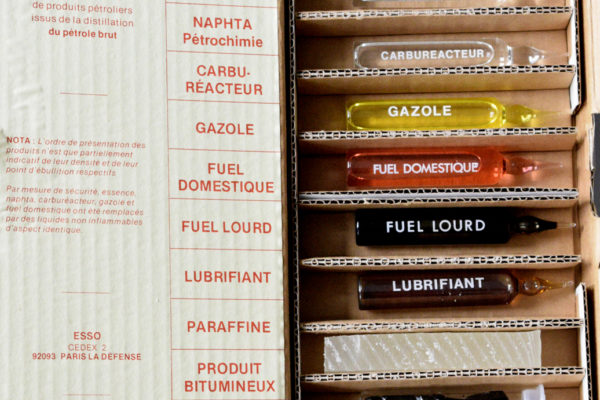 de produits pétroliers
issus de la distillation
du pétrole brut
NOTA : L'ordre de présentation des
produits n'est que partiellement
indicatif de leur densité et de leur
point d'ébullition respectifs.
Par mesure de sécurité, essence,
naphta, carburéacteur, gazole et
fuel domestique ont été remplacés
par des liquides non inflammables
d'aspect identique.
ESSO
CEDEX 2
92093 PARIS LA DÉFENSE
NAPHTA
Pétrochimie
CARBU-
RÉACTEUR
GAZOLE
FUEL
DOMESTIQUE
FUEL LOURD
LUBRIFIANT
PARAFFINE
PRODUIT
BITUMINEUX
CARBUREACTEUR
GAZOLE
FUEL DOMESTIQUE
FUEL LOURD
LUBRIFIANT